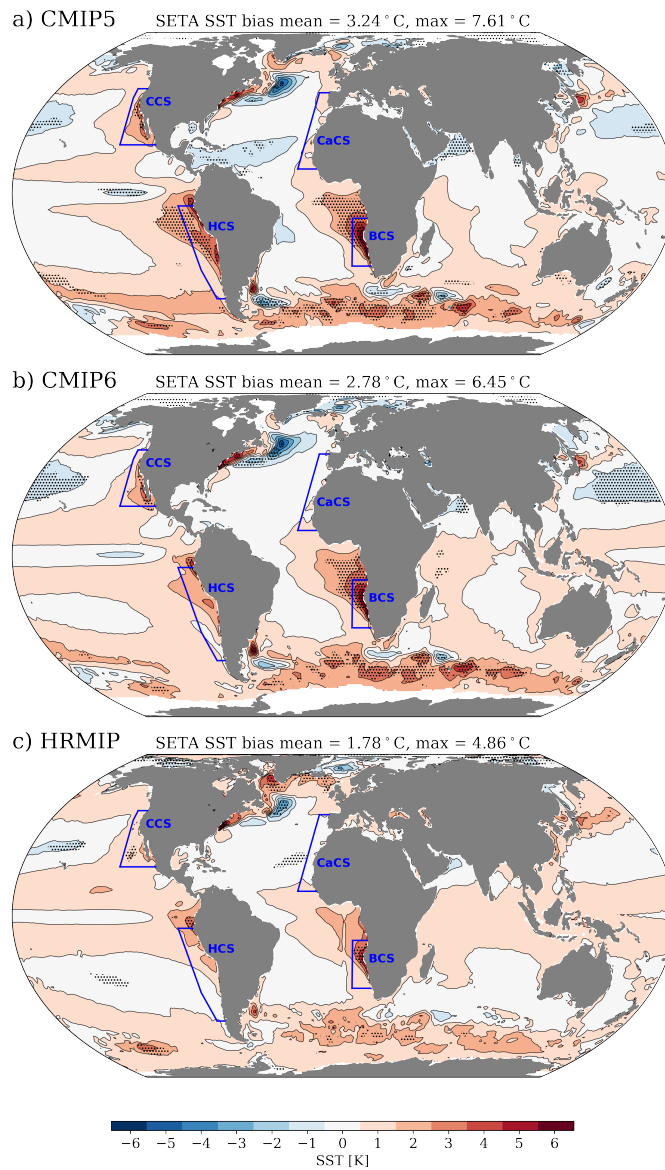 a) CMIP5 SETA SST bias mean = 3.24°C, max = 7.61°C
CCS
CaCS
HCS
BCS
b) CMIP6 SETA SST bias mean = 2.78°C, max = 6.45°C
CCS
CaCS
HCS
BCS
c) HRMIP SETA SST bias mean = 1.78°C, max = 4.86°C
CCS
CaCS
HCS
BCS
−6 −5 −4 −3 −2 −1 0 1 2 3 4 5 6
SST [K]